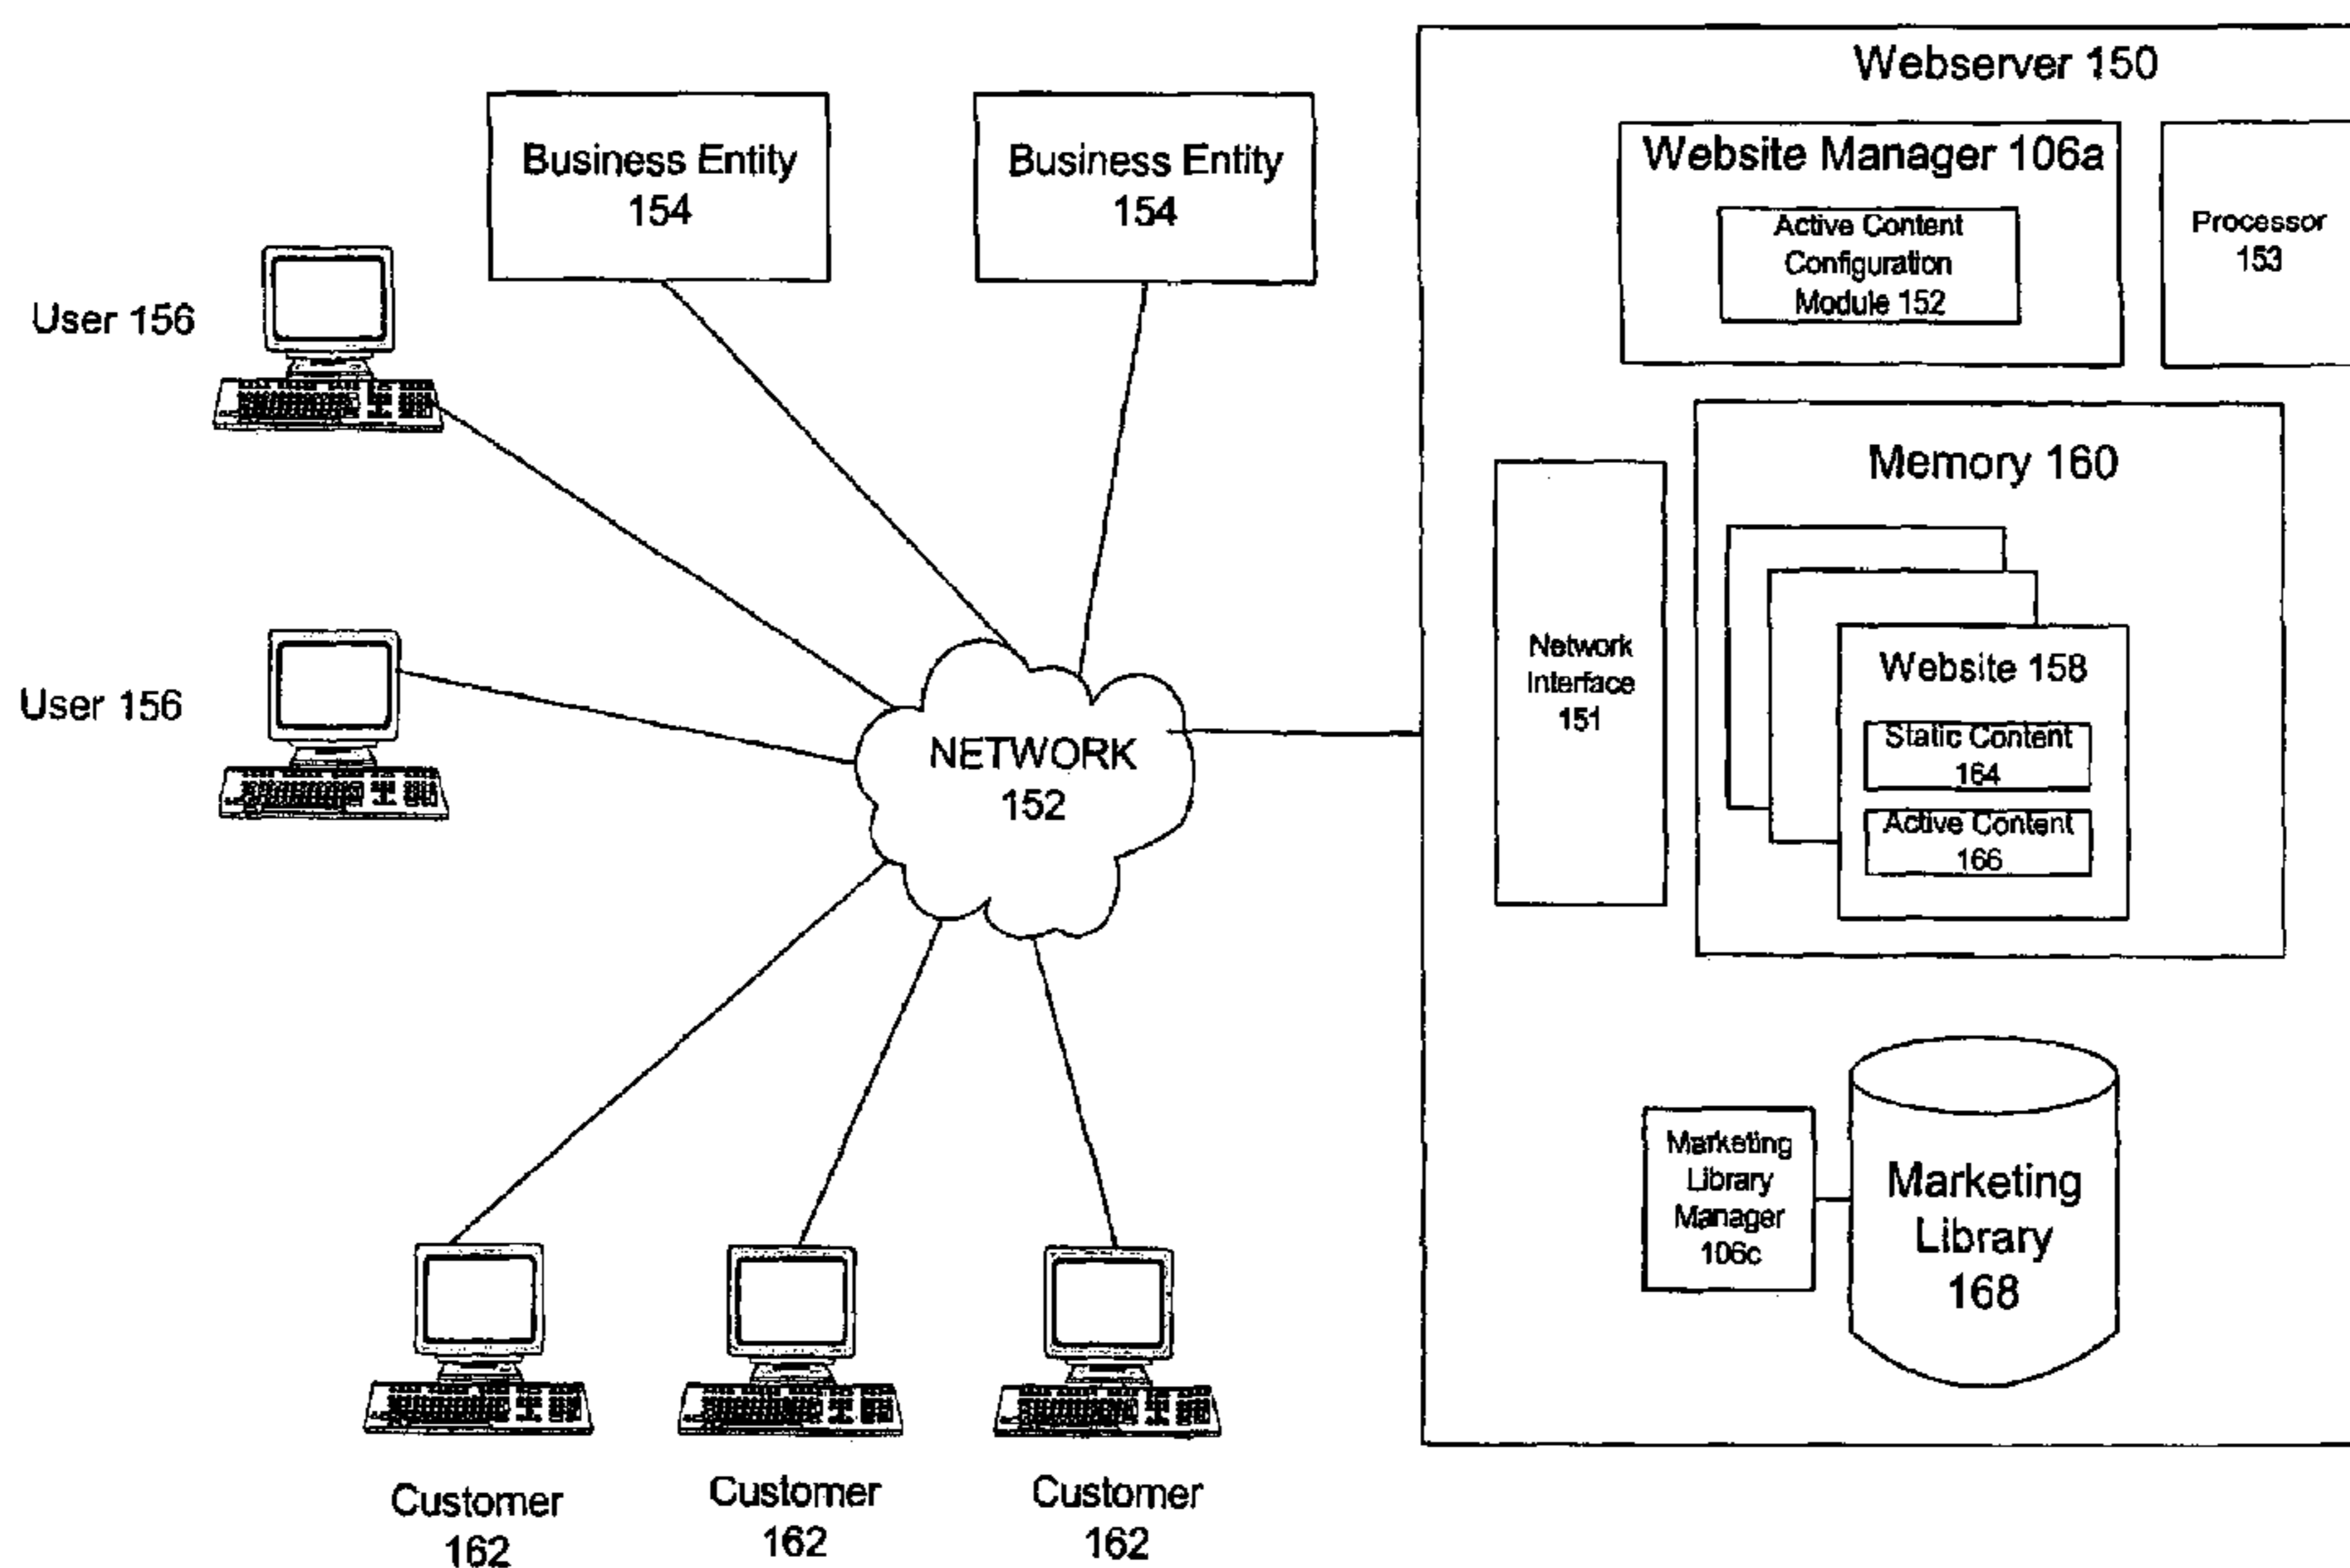 Webserver 150
Business Entity
154
Business Entity
154
Website Manager 106a
Active Content
Configuration
Module 152
Processor
153
User 156
Memory 160
User 156
Network
Interface
151
Website 158
Static Content
164
Active Content
166
NETWORK
152
Marketing
Library
Manager
106c
Marketing
Library
168
Customer
162
Customer
162
Customer
162